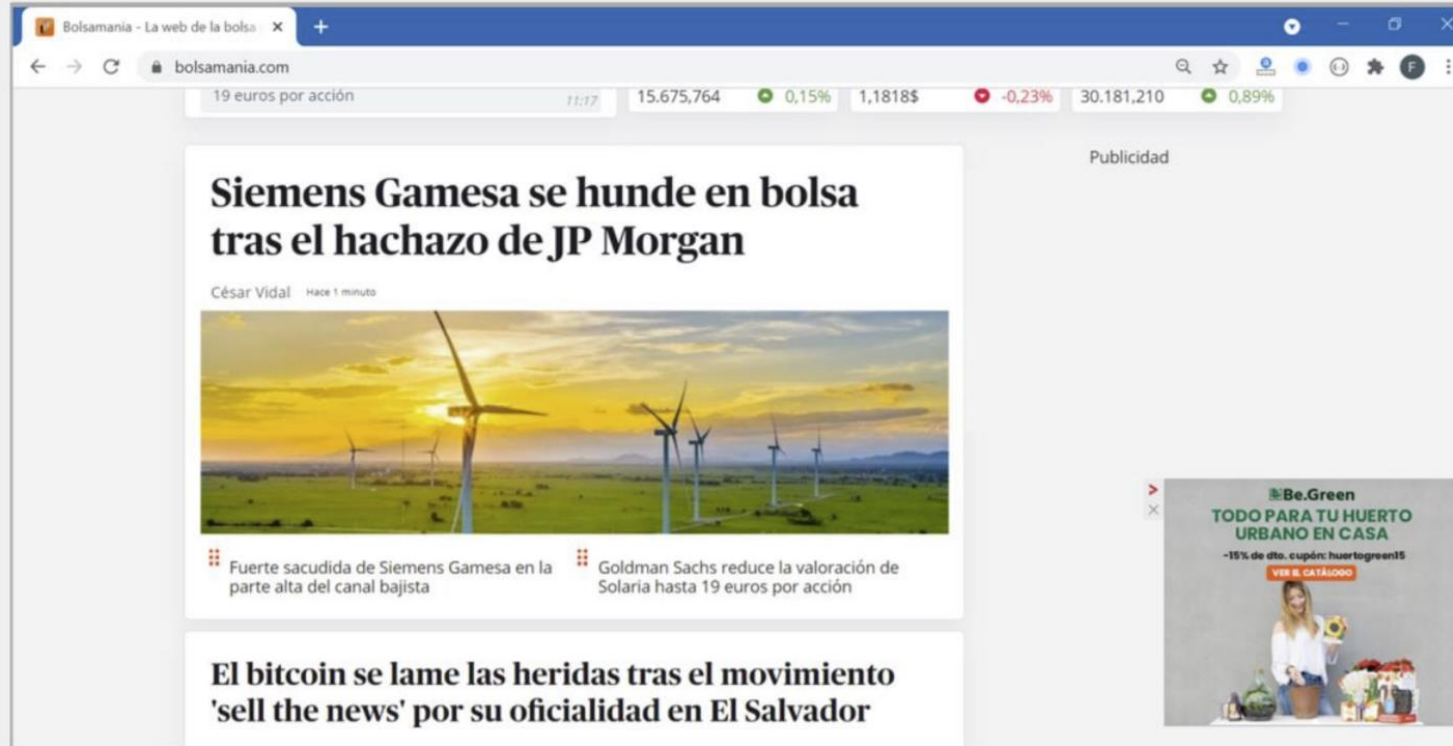 Bolsamania - La web de la bolsa
bolsamania.com
F
19 euros por acción
11:17
15.675,764 0,15% 1,1818$ -0,23% 30.181,210 0,89%
Publicidad
Siemens Gamesa se hunde en bolsa
tras el hachazo de JP Morgan
César Vidal Hace 1 minuto
Fuerte sacudida de Siemens Gamesa en la
parte alta del canal bajista
Goldman Sachs reduce la valoración de
Solaria hasta 19 euros por acción
Be.Green
TODO PARA TU HUERTO
URBANO EN CASA
-15% de dto. cupón: huertogreen15
VER EL CATÁLOGO
El bitcoin se lame las heridas tras el movimiento
'sell the news' por su oficialidad en El Salvador